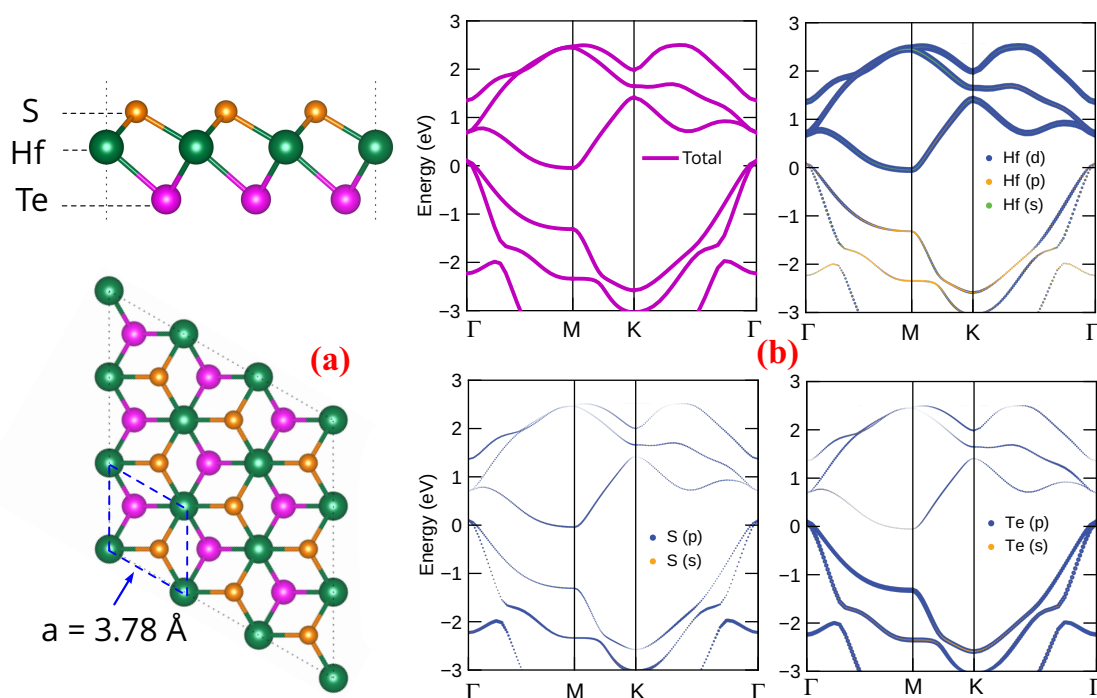 S
Hf
Te
(a)
a = 3.78 Å
3
2
1
0
−1
−2
−3
Energy (eV)
Total
Γ
M
K
Γ
3
2
1
0
−1
−2
−3
Hf (d)
Hf (p)
Hf (s)
Γ
M
K
Γ
(b)
3
2
1
0
−1
−2
−3
Energy (eV)
S (p)
S (s)
Γ
M
K
Γ
3
2
1
0
−1
−2
−3
Te (p)
Te (s)
Γ
M
K
Γ